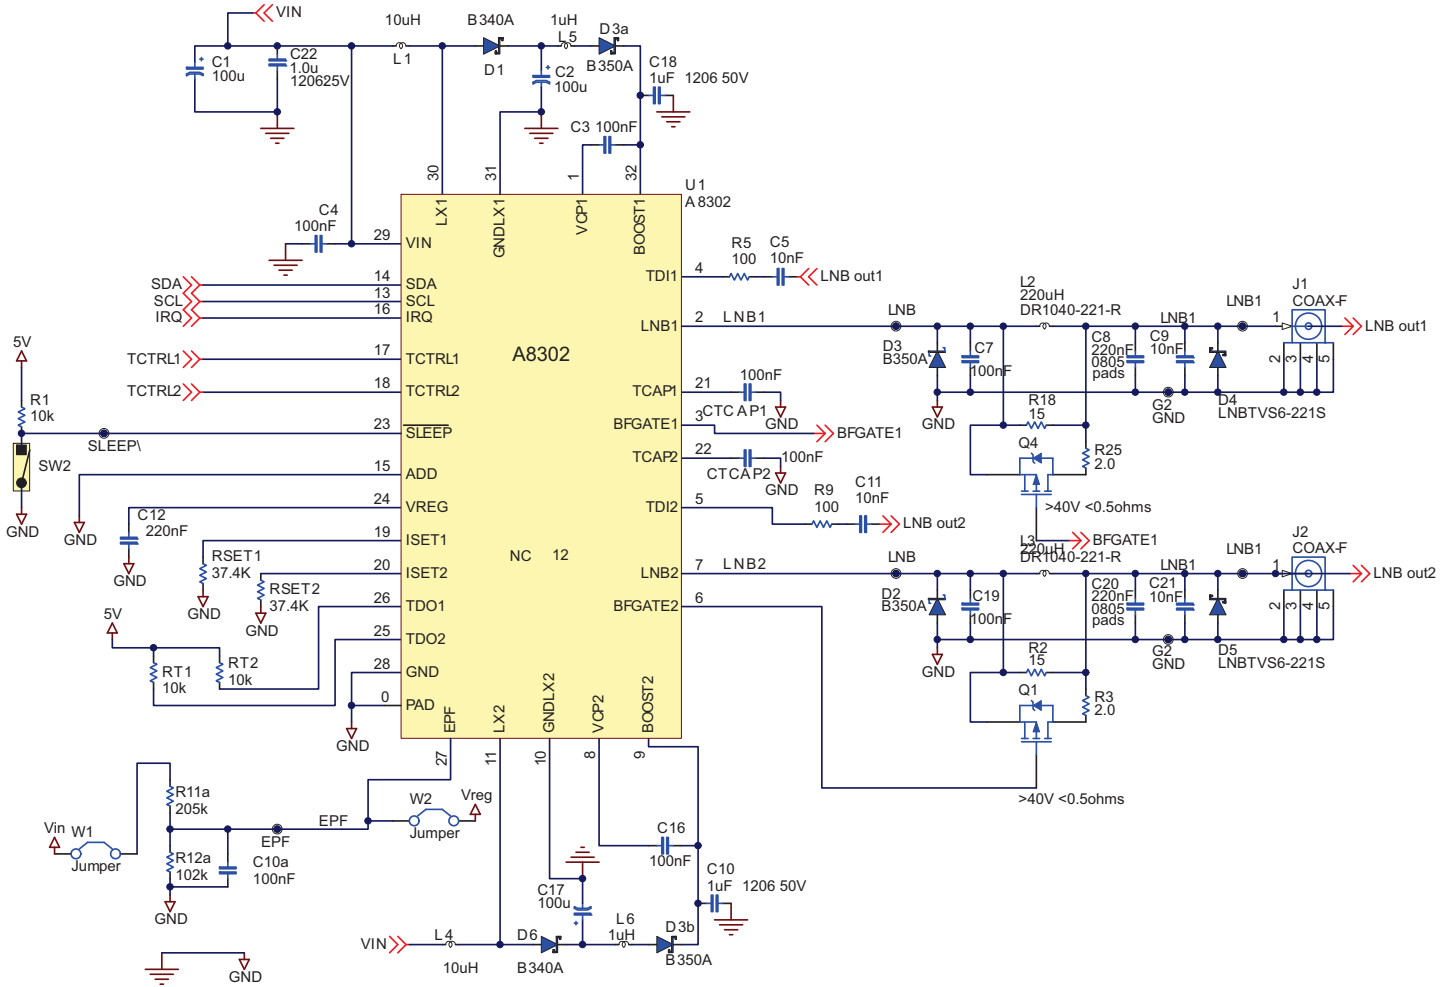 VIN
10uH
L1
B340A
D1
1uH
L5
D3a
B350A
C1
100u
C22
1.0u
120625V
C2
100u
C18
1uF 1206 50V
C3 100nF
30
31
1
32
U1
A8302
LX1
GNDLX1
VCP1
BOOST1
C4
100nF
29 VIN
SDA 14 SDA
SCL 13 SCL
IRQ 16 IRQ
TCTRL1 17 TCTRL1
TCTRL2 18 TCTRL2
5V
R1
10k
SLEEP\
23 SLEEP
SW2
GND
15 ADD
GND
24 VREG
C12
220nF
GND
19 ISET1
RSET1
37.4K
GND
20 ISET2
RSET2
37.4K
GND
26 TDO1
25 TDO2
5V
RT1
10k
RT2
10k
28 GND
0 PAD
GND
A8302
NC 12
TDI1 4
R5
100
C5
10nF
LNB out1
LNB1 2 LNB1
TCAP1 21
100nF
CTCAP1
GND
BFGATE1 3
BFGATE1
TCAP2 22
100nF
CTCAP2
GND
TDI2 5
R9
100
C11
10nF
LNB out2
LNB2 7 LNB2
BFGATE2 6
LNB
D3
B350A
C7
100nF
GND
L2
220uH
DR1040-221-R
C8
220nF
0805
pads
LNB1
C9
10nF
G2
GND
D4
LNBTVS6-221S
LNB1
J1
COAX-F
1
2
3
4
5
LNB out1
R18
15
Q4
R25
2.0
>40V <0.5ohms
BFGATE1
LNB
D2
B350A
C19
100nF
GND
L3
220uH
DR1040-221-R
C20
220nF
0805
pads
LNB1
C21
10nF
G2
GND
D5
LNBTVS6-221S
LNB1
J2
COAX-F
1
2
3
4
5
LNB out2
R2
15
Q1
R3
2.0
>40V <0.5ohms
EPF
LX2
GNDLX2
VCP2
BOOST2
27
11
10
8
9
Vin
W1
Jumper
R11a
205k
R12a
102k
GND
C10a
100nF
EPF
EPF
W2
Jumper
Vreg
C16
100nF
C10
1uF 1206 50V
C17
100u
VIN
L4
10uH
D6
B340A
L6
1uH
D3b
B350A
GND